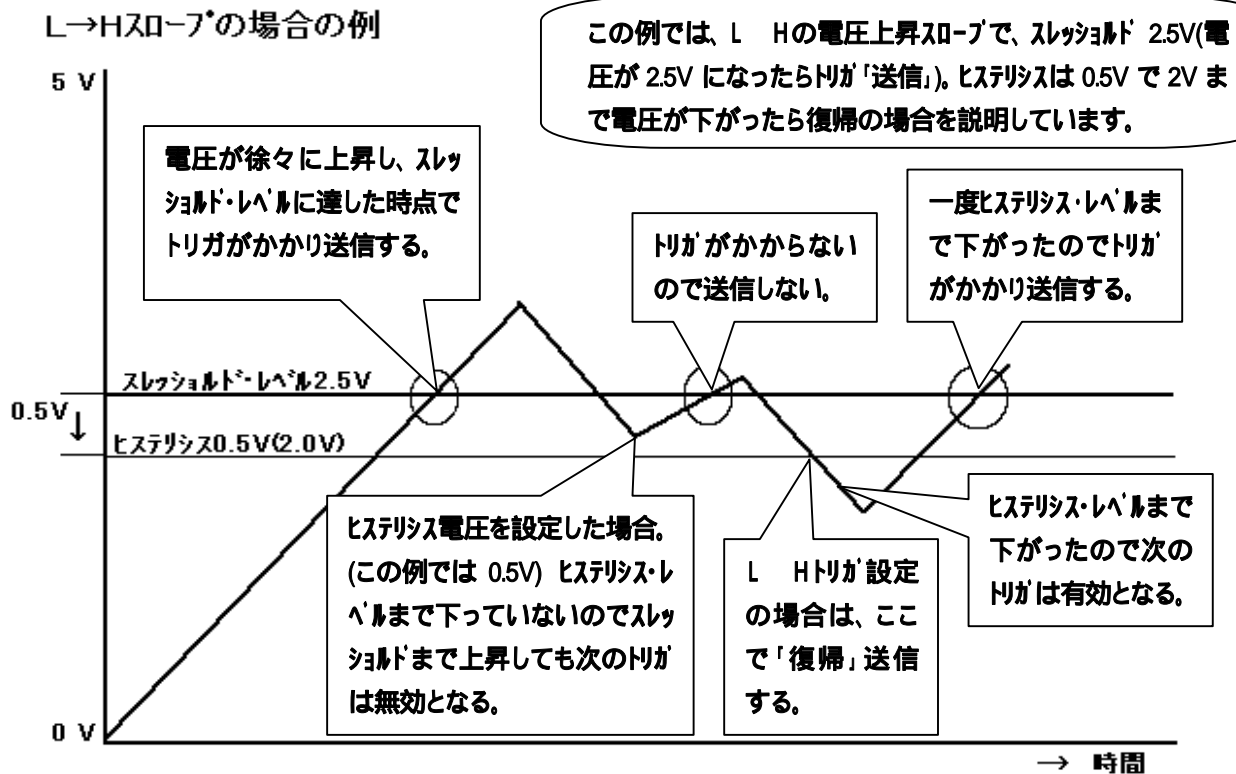 L→Hｽﾛｰﾌﾟの場合の例
この例では、L　Hの電圧上昇ｽﾛｰﾌﾟで、ｽﾚｯｼｮﾙﾄﾞ 2.5V(電
圧が 2.5V になったらﾄﾘｶﾞ「送信」)。ﾋｽﾃﾘｼｽは 0.5V で 2V ま
で電圧が下がったら復帰の場合を説明しています。
5 V
電圧が徐々に上昇し、ｽﾚｯ
ｼｮﾙﾄﾞ･ﾚﾍﾞﾙに達した時点で
トリガがかかり送信する。
ﾄﾘｶﾞがかからない
ので送信しない。
一度ﾋｽﾃﾘｼｽ･ﾚﾍﾞﾙま
で下がったのでﾄﾘｶﾞ
がかかり送信する。
ｽﾚｯｼｮﾙﾄﾞ･ﾚﾍﾞﾙ2.5V
0.5V
↓
ﾋｽﾃﾘｼｽ0.5V(2.0V)
ﾋｽﾃﾘｼｽ電圧を設定した場合。
(この例では 0.5V) ﾋｽﾃﾘｼｽ･ﾚ
ﾍﾞﾙまで下っていないのでｽﾚｯ
ｼｮﾙﾄﾞまで上昇しても次のﾄﾘｶﾞ
は無効となる。
L　Hﾄﾘｶﾞ設定
の場合は、ここ
で「復帰」送信
する。
ﾋｽﾃﾘｼｽ･ﾚﾍﾞﾙまで
下がったので次の
ﾄﾘｶﾞは有効となる。
0 V
→ 時間